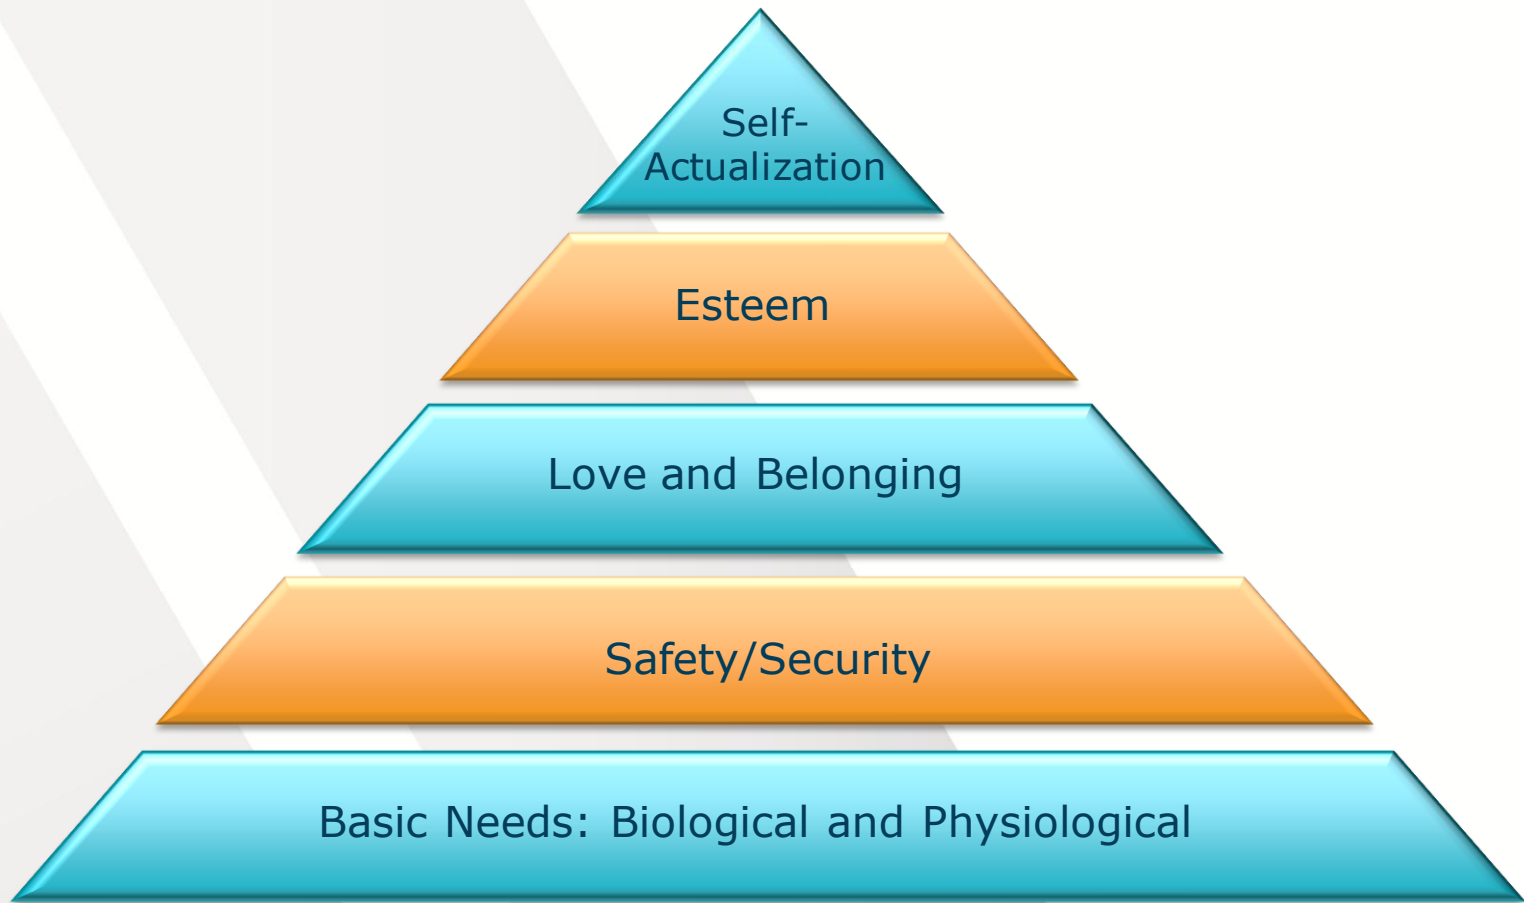 Self-
Actualization
Esteem
Love and Belonging
Safety/Security
Basic Needs: Biological and Physiological